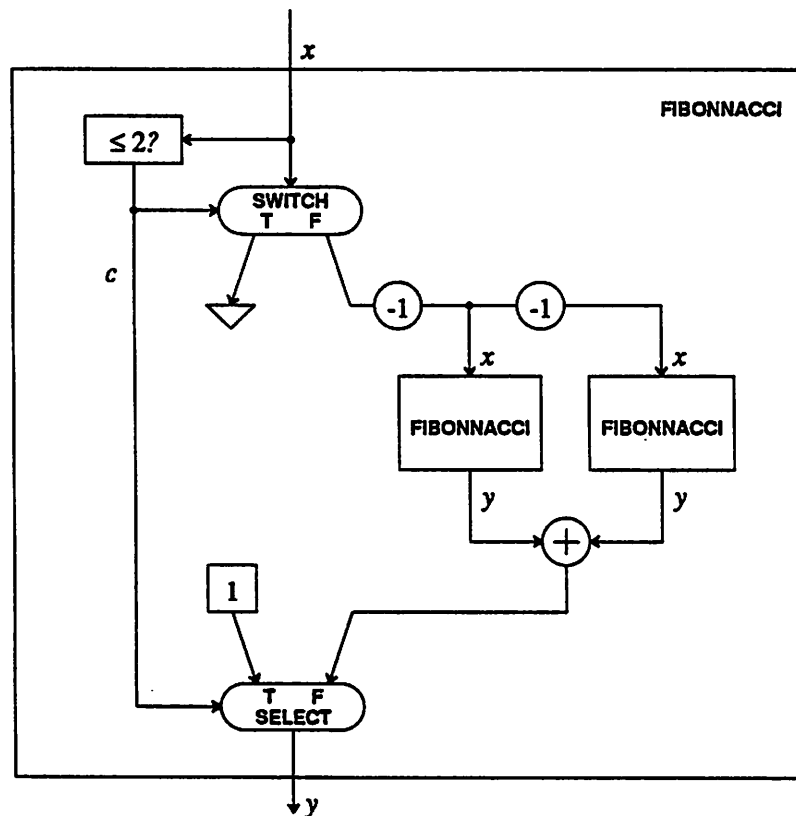 x
FIBONNACCI
≤ 2?
SWITCH
T F
c
-1 -1
x x
FIBONNACCI FIBONNACCI
y y
+
1
T F
SELECT
y